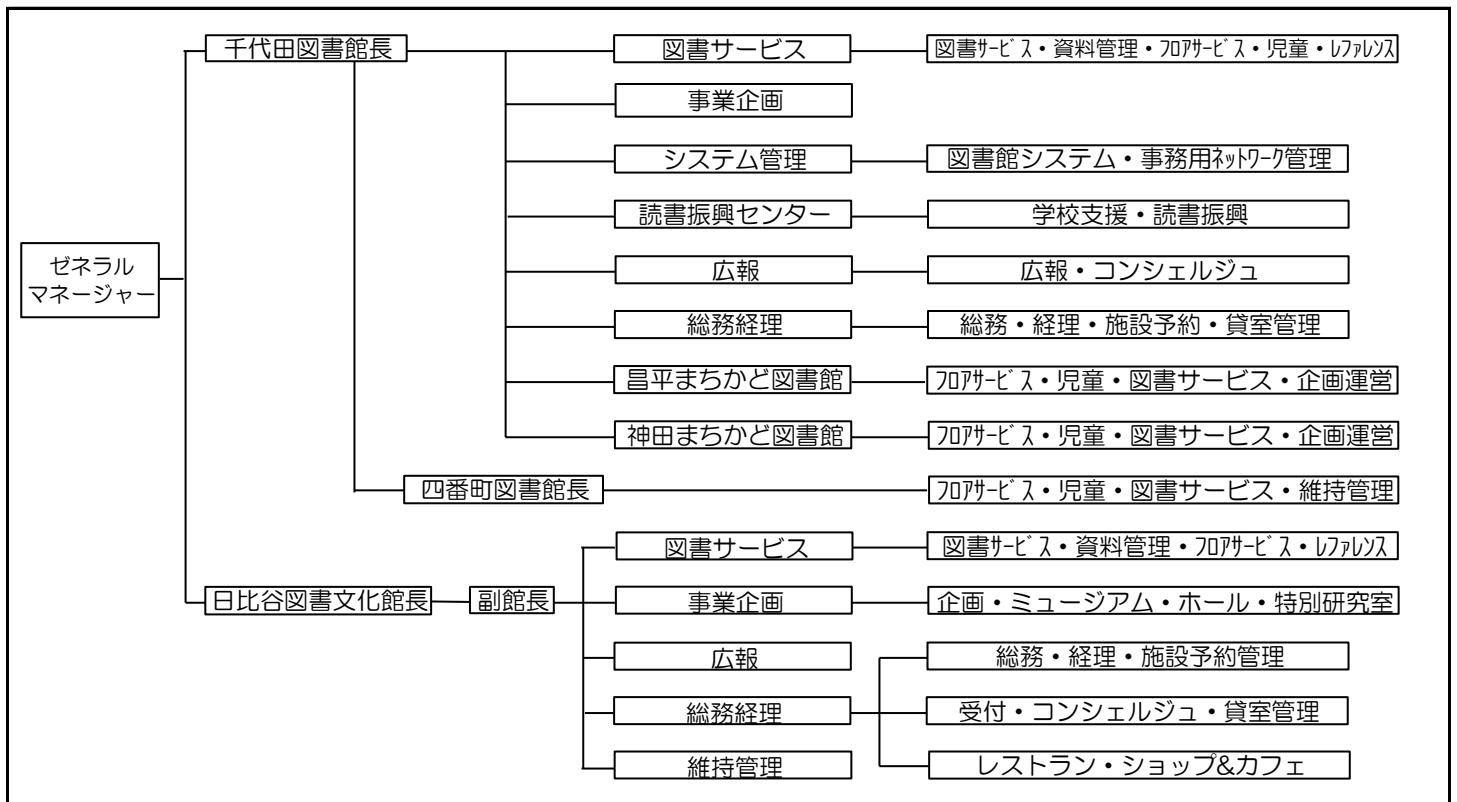 千代田図書館長
図書サービス
図書ｻｰﾋﾞｽ・資料管理・ﾌﾛｱｻｰﾋﾞｽ・児童・ﾚﾌｧﾚﾝｽ
事業企画
システム管理
図書館システム・事務用ﾈｯﾄﾜｰｸ管理
読書振興センター
学校支援・読書振興
ゼネラル
マネージャー
広報
広報・コンシェルジュ
総務経理
総務・経理・施設予約・貸室管理
昌平まちかど図書館
ﾌﾛｱｻｰﾋﾞｽ・児童・図書サービス・企画運営
神田まちかど図書館
ﾌﾛｱｻｰﾋﾞｽ・児童・図書サービス・企画運営
四番町図書館長
ﾌﾛｱｻｰﾋﾞｽ・児童・図書サービス・維持管理
図書サービス
図書ｻｰﾋﾞｽ・資料管理・ﾌﾛｱｻｰﾋﾞｽ・ﾚﾌｧﾚﾝｽ
日比谷図書文化館長
副館長
事業企画
企画・ミュージアム・ホール・特別研究室
広報
総務・経理・施設予約管理
総務経理
受付・コンシェルジュ・貸室管理
維持管理
レストラン・ショップ&カフェ